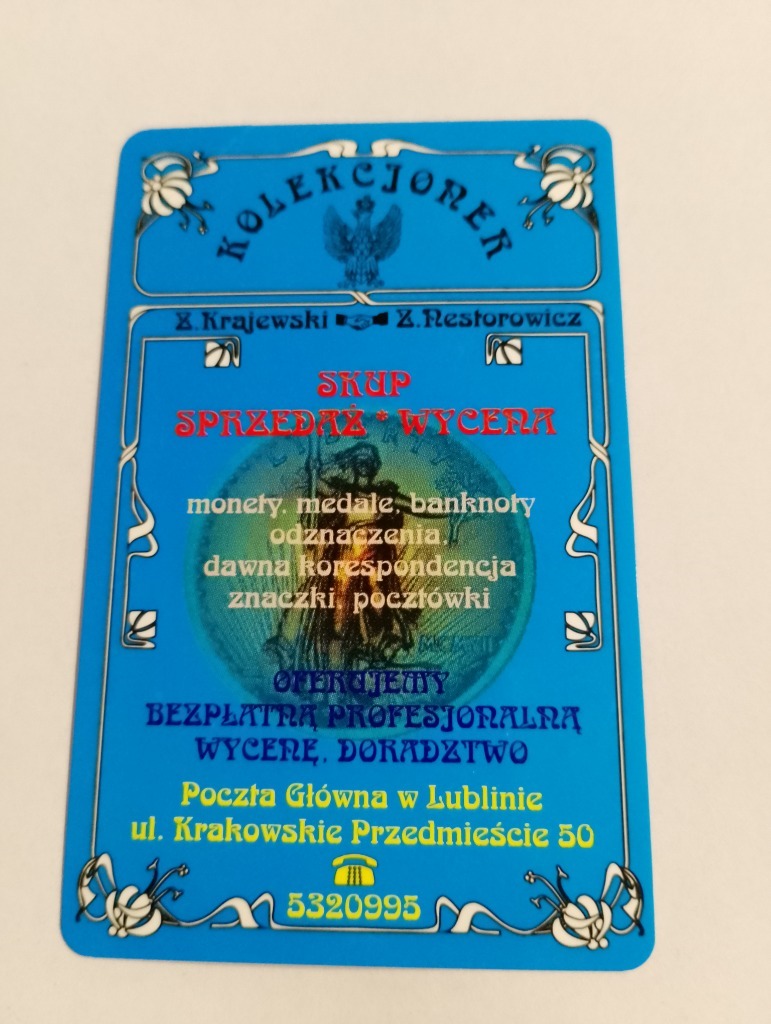 KOLEKCJONER
Z. Krajewski Z. Nestorowicz
SKUP
SPRZEDAŻ * WYCENA
monety, medale, banknoty
odznaczenia,
dawna korespondencja
znaczki, pocztówki
OFERUJEMY
BEZPŁATNĄ PROFESJONALNĄ
WYCENĘ, DORADZTWO
Poczta Główna w Lublinie
ul. Krakowskie Przedmieście 50
5320995